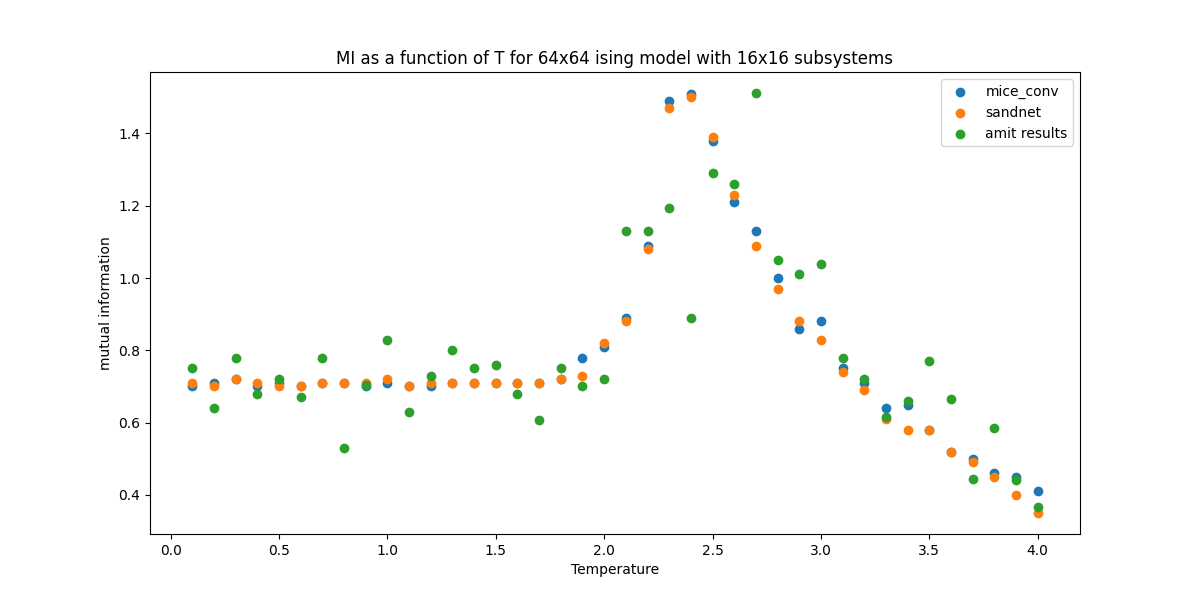 MI as a function of T for 64x64 ising model with 16x16 subsystems
mice_conv
sandnet
amit results
mutual information
1.4
1.2
1.0
0.8
0.6
0.4
0.0 0.5 1.0 1.5 2.0 2.5 3.0 3.5 4.0
Temperature